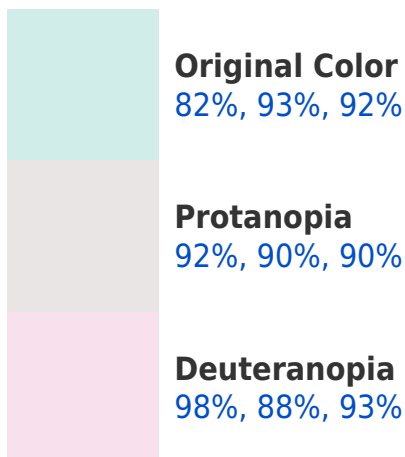 Original Color
82%, 93%, 92%
Protanopia
92%, 90%, 90%
Deuteranopia
98%, 88%, 93%